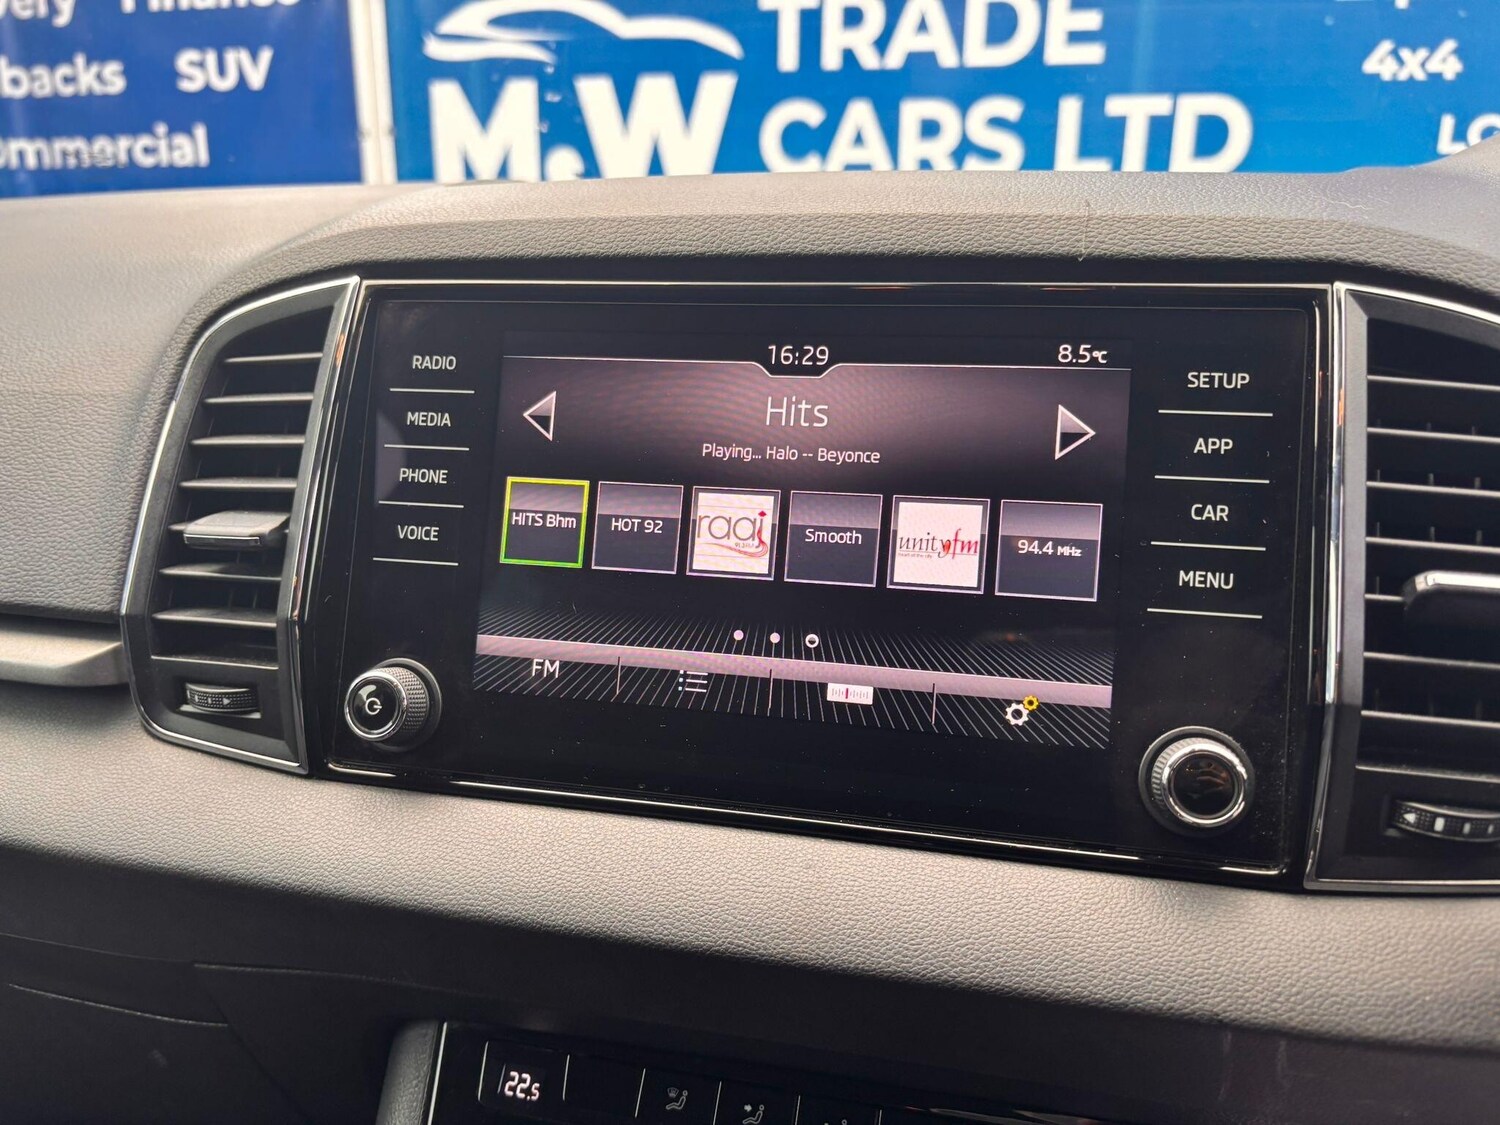 backs SUV
TRADE
4x4
M.W
CARS LTD
RADIO
MEDIA
PHONE
VOICE
16:29
8.5°C
Hits
Playing... Halo -- Beyonce
HITS Bhm
HOT 92
raaj
Smooth
unityfm
94.4 MHz
FM
SETUP
APP
CAR
MENU
22.5